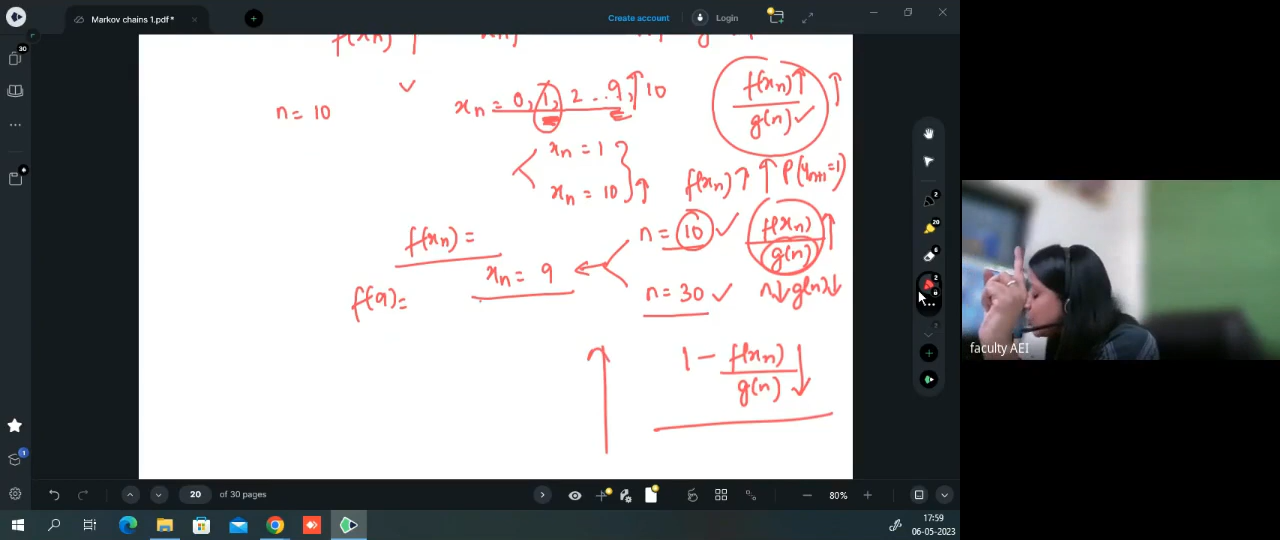 Markov chains 1.pdf*
Create account
Login
f(xn) ↑
n = 10
xn = 0, 1, 2 .. 9, ↑ 10
f(xn)↑
g(n) ✓
↑
xn = 1
xn = 10
↑
f(xn) ↑ ↑ P(Yn+1=1)
f(xn) =
n = 10 ✓
f(xn)
g(n)
↑
xn = 9
f(9) =
n = 30 ✓
n↓ g(n)↓
1 - f(xn)
g(n)
↓
faculty AEI
20 of 30 pages
80%
17:59
06-05-2023